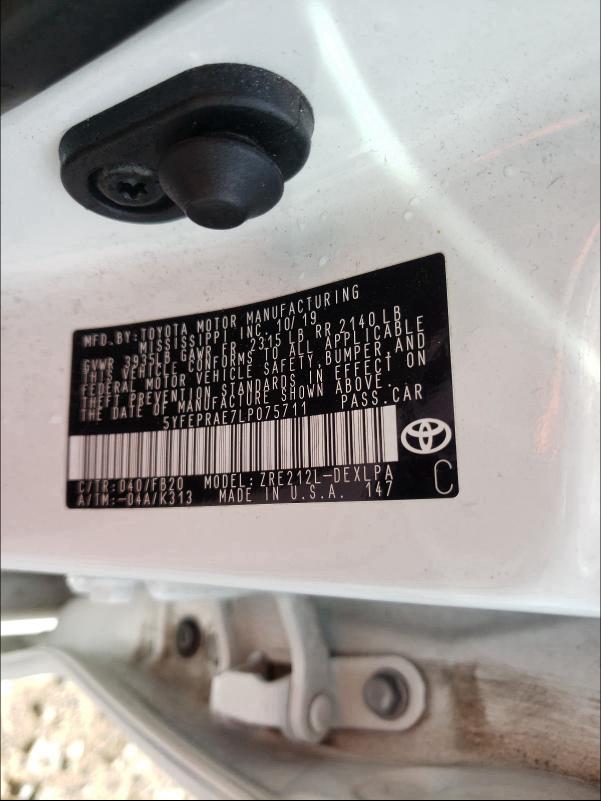 MFD.BY:TOYOTA MOTOR MANUFACTURING
MISSISSIPPI, INC. 10/19
GVWR 3935LB GAWR FR 2315 LB RR 2140 LB
THIS VEHICLE CONFORMS TO ALL APPLICABLE
FEDERAL MOTOR VEHICLE SAFETY,BUMPER,AND
THEFT PREVENTION STANDARDS IN EFFECT ON
THE DATE OF MANUFACTURE SHOWN ABOVE.
5YFEPRAE7LP075711 PASS.CAR
C/TR:040/FB20 MODEL:ZRE212L-DEXLPA
A/TM:-04A/K313 MADE IN U.S.A. 147
C